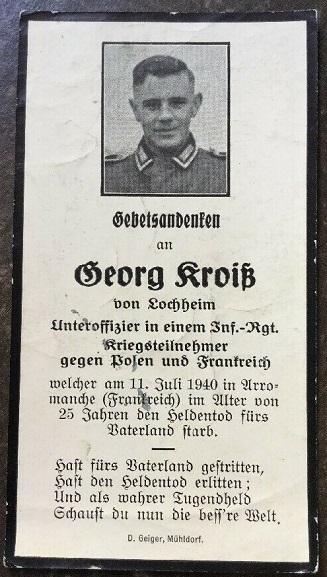 Gebetsandenken
an
Georg Kroiß
von Lochheim
Unteroffizier in einem Inf.-Rgt.
Kriegsteilnehmer
gegen Polen und Frankreich
welcher am 11. Juli 1940 in Arro-
manche (Frankreich) im Alter von
25 Jahren den Heldentod fürs
Vaterland starb.
Hast fürs Vaterland gestritten,
Hast den Heldentod erlitten;
Und als wahrer Tugendheld
Schaust du nun die bess're Welt.
D. Geiger, Mühldorf.